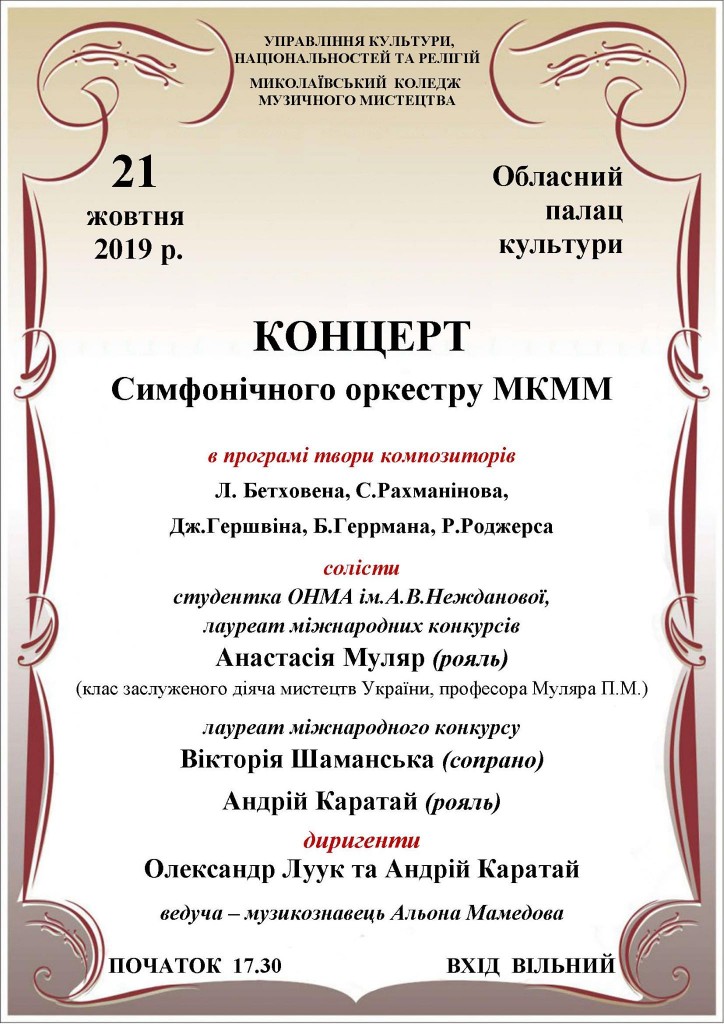 УПРАВЛІННЯ КУЛЬТУРИ,
НАЦІОНАЛЬНОСТЕЙ ТА РЕЛІГІЙ
МИКОЛАЇВСЬКИЙ КОЛЕДЖ
МУЗИЧНОГО МИСТЕЦТВА
21
жовтня
2019 р.
Обласний
палац
культури
КОНЦЕРТ
Симфонічного оркестру МКММ
в програмі твори композиторів
Л. Бетховена, С.Рахманінова,
Дж.Гершвіна, Б.Геррмана, Р.Роджерса
солісти
студентка ОНМА ім.А.В.Нежданової,
лауреат міжнародних конкурсів
Анастасія Муляр (рояль)
(клас заслуженого діяча мистецтв України, професора Муляра П.М.)
лауреат міжнародного конкурсу
Вікторія Шаманська (сопрано)
Андрій Каратай (рояль)
диригенти
Олександр Луук та Андрій Каратай
ведуча – музикознавець Альона Мамедова
ПОЧАТОК 17.30 ВХІД ВІЛЬНИЙ